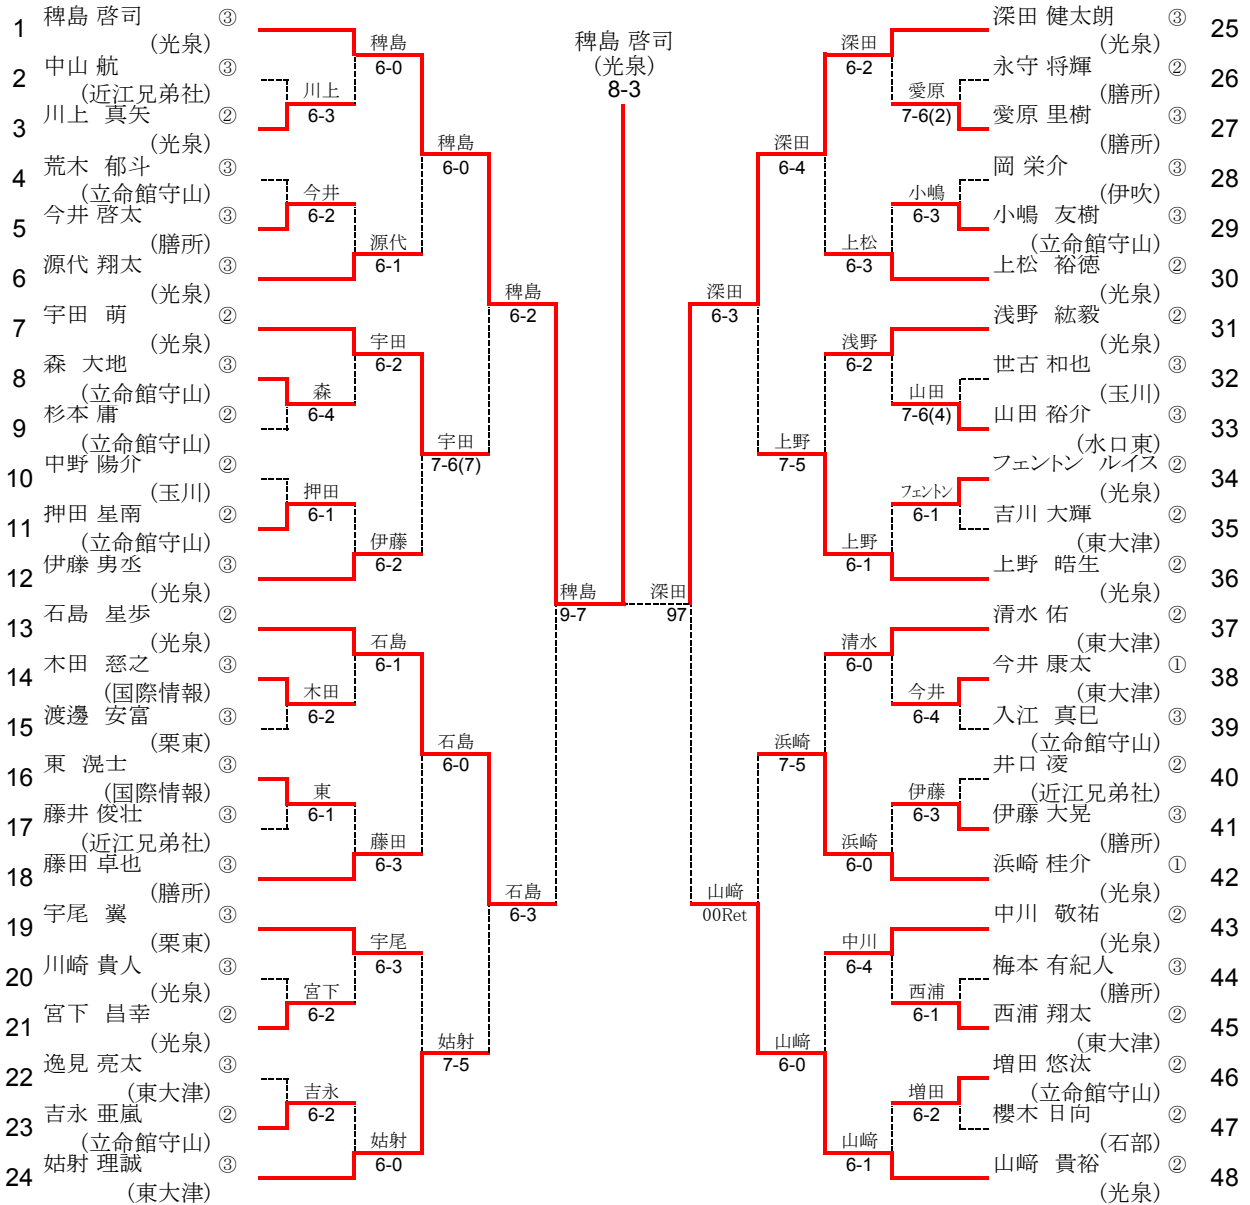 1 稗島 啓司 ③
(光泉)
2 中山 航 ③
(近江兄弟社)
3 川上 真矢 ②
(光泉)
4 荒木 郁斗 ③
(立命館守山)
5 今井 啓太 ③
(膳所)
6 源代 翔太 ③
(光泉)
7 宇田 萌 ②
(光泉)
8 森 大地 ③
(立命館守山)
9 杉本 庸 ②
(立命館守山)
10 中野 陽介 ②
(玉川)
11 押田 星南 ②
(立命館守山)
12 伊藤 勇丞 ③
(光泉)
13 石島 星歩 ②
(光泉)
14 木田 慈之 ③
(国際情報)
15 渡邊 安富 ③
(栗東)
16 東 滉士 ③
(国際情報)
17 藤井 俊壮 ③
(近江兄弟社)
18 藤田 卓也 ③
(膳所)
19 宇尾 翼 ③
(栗東)
20 川崎 貴人 ③
(光泉)
21 宮下 昌幸 ②
(光泉)
22 逸見 亮太 ③
(東大津)
23 吉永 亜嵐 ②
(立命館守山)
24 姑射 理誠 ③
(東大津)
川上
6-3
今井
6-2
森
6-4
押田
6-1
木田
6-2
東
6-1
宮下
6-2
吉永
6-2
稗島
6-0
源代
6-1
宇田
6-2
伊藤
6-2
石島
6-1
藤田
6-3
宇尾
6-3
姑射
6-0
稗島
6-0
宇田
7-6(7)
石島
6-0
姑射
7-5
稗島
6-2
石島
6-3
稗島
9-7
稗島 啓司
(光泉)
8-3
深田
97
深田
6-3
山﨑
00Ret
深田
6-4
上野
7-5
浜崎
7-5
山﨑
6-0
深田
6-2
上松
6-3
浅野
6-2
上野
6-1
清水
6-0
浜崎
6-0
中川
6-4
山﨑
6-1
愛原
7-6(2)
小嶋
6-3
山田
7-6(4)
フェントン
6-1
今井
6-4
伊藤
6-3
西浦
6-1
増田
6-2
深田 健太朗 ③ 25
(光泉)
永守 将輝 ② 26
(膳所)
愛原 里樹 ③ 27
(膳所)
岡 栄介 ③ 28
(伊吹)
小嶋 友樹 ③ 29
(立命館守山)
上松 裕徳 ② 30
(光泉)
浅野 紘毅 ② 31
(光泉)
世古 和也 ③ 32
(玉川)
山田 裕介 ③ 33
(水口東)
フェントン ルイス ② 34
(光泉)
吉川 大輝 ② 35
(東大津)
上野 晧生 ② 36
(光泉)
清水 佑 ② 37
(東大津)
今井 康太 ① 38
(東大津)
入江 真巳 ③ 39
(立命館守山)
井口 凌 ② 40
(近江兄弟社)
伊藤 大晃 ③ 41
(膳所)
浜崎 桂介 ① 42
(光泉)
中川 敬祐 ② 43
(光泉)
梅本 有紀人 ③ 44
(膳所)
西浦 翔太 ② 45
(東大津)
増田 悠汰 ② 46
(立命館守山)
櫻木 日向 ② 47
(石部)
山﨑 貴裕 ② 48
(光泉)